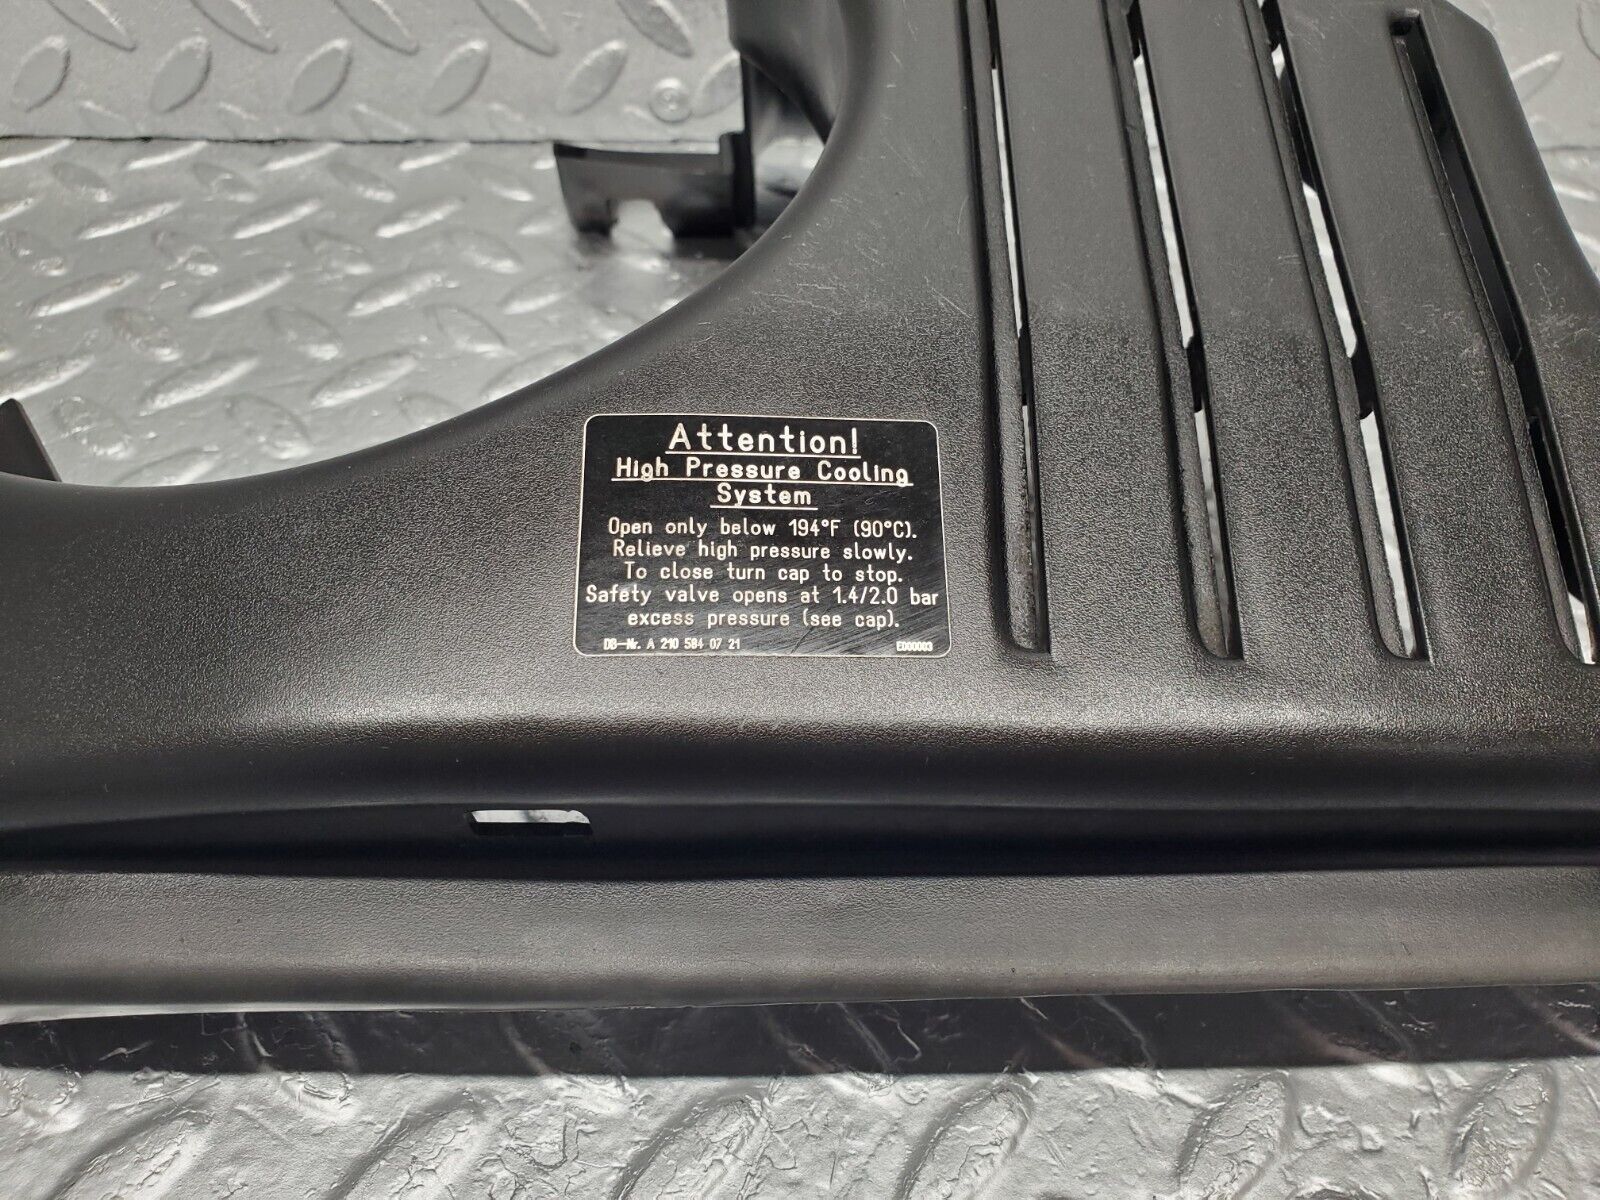 Attention!
High Pressure Cooling
System
Open only below 194°F (90°C).
Relieve high pressure slowly.
To close turn cap to stop.
Safety valve opens at 1.4/2.0 bar
excess pressure (see cap).
DB-Nr. A 210 584 07 21 ED00003